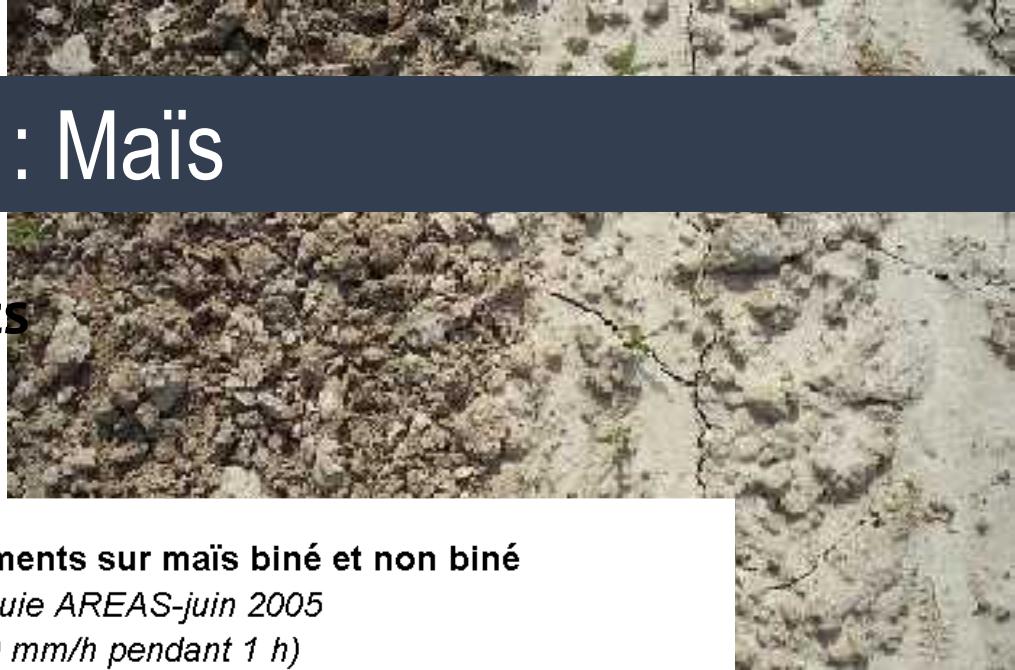 : Maïs
ments sur maïs biné et non biné
uie AREAS-juin 2005
mm/h pendant 1 h)